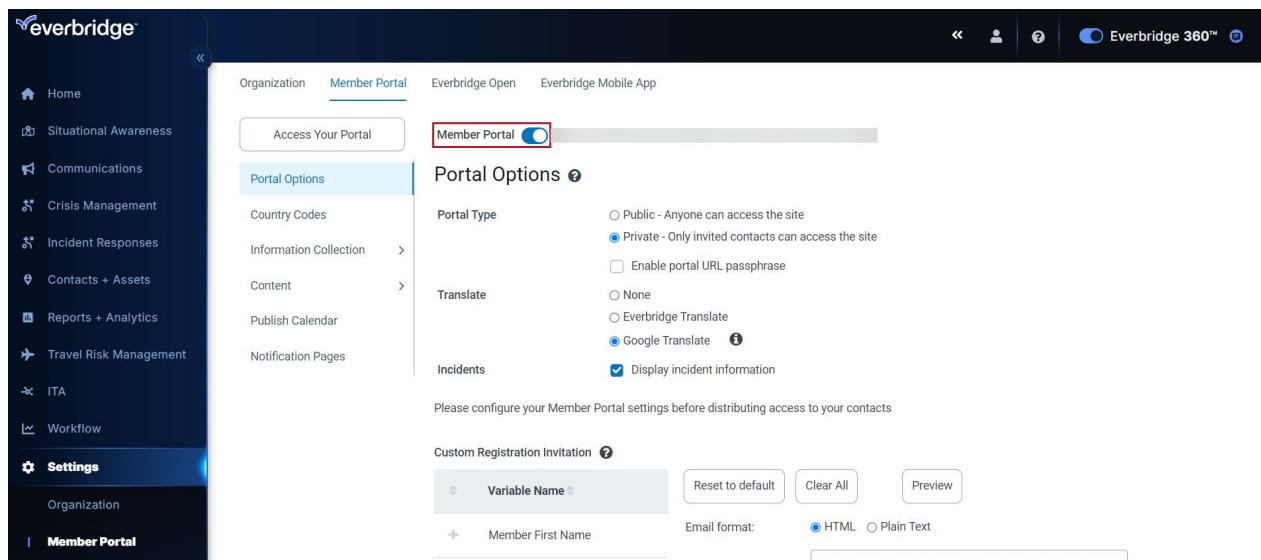 everbridge™
Everbridge 360™
Home
Situational Awareness
Communications
Crisis Management
Incident Responses
Contacts + Assets
Reports + Analytics
Travel Risk Management
ITA
Workflow
Settings
Organization
Member Portal
Organization Member Portal Everbridge Open Everbridge Mobile App
Access Your Portal
Portal Options
Country Codes
Information Collection
Content
Publish Calendar
Notification Pages
Member Portal
Portal Options
Portal Type
Public - Anyone can access the site
Private - Only invited contacts can access the site
Enable portal URL passphrase
Translate
None
Everbridge Translate
Google Translate
Incidents
Display incident information
Please configure your Member Portal settings before distributing access to your contacts
Custom Registration Invitation
Variable Name
Member First Name
Reset to default Clear All Preview
Email format: HTML Plain Text